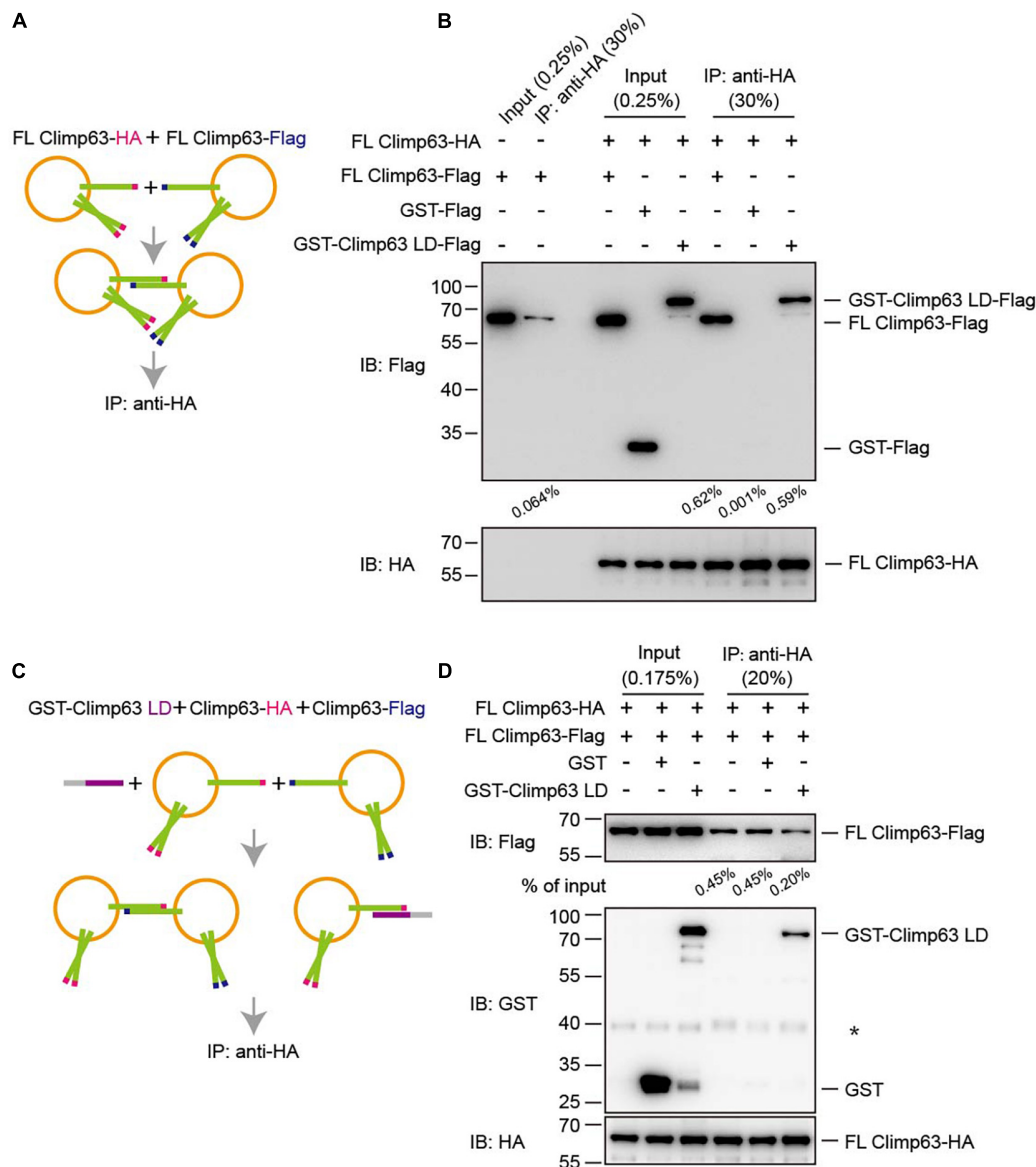 A
FL Climp63-HA + FL Climp63-Flag
+
IP: anti-HA
B
Input (0.25%)
IP: anti-HA (30%)
Input
(0.25%)
IP: anti-HA
(30%)
FL Climp63-HA - - + + + + + +
FL Climp63-Flag + + + - - + - -
GST-Flag - - - + - - + -
GST-Climp63 LD-Flag - - - - + - - +
100
70
55
40
35
IB: Flag
GST-Climp63 LD-Flag
FL Climp63-Flag
GST-Flag
0.064% 0.62% 0.001% 0.59%
70
55
IB: HA
FL Climp63-HA
C
GST-Climp63 LD+Climp63-HA+Climp63-Flag
+ +
IP: anti-HA
D
Input
(0.175%)
IP: anti-HA
(20%)
FL Climp63-HA + + + + + +
FL Climp63-Flag + + + + + +
GST - + - - + -
GST-Climp63 LD - - + - - +
70
55
IB: Flag
FL Climp63-Flag
% of input 0.45% 0.45% 0.20%
100
70
55
40
35
25
IB: GST
GST-Climp63 LD
*
GST
70
55
IB: HA
FL Climp63-HA